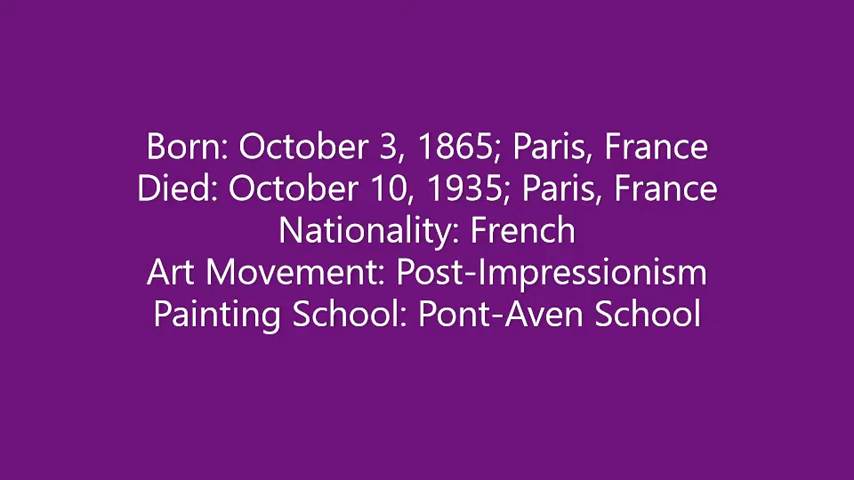 Born: October 3, 1865; Paris, France
Died: October 10, 1935; Paris, France
Nationality: French
Art Movement: Post-Impressionism
Painting School: Pont-Aven School